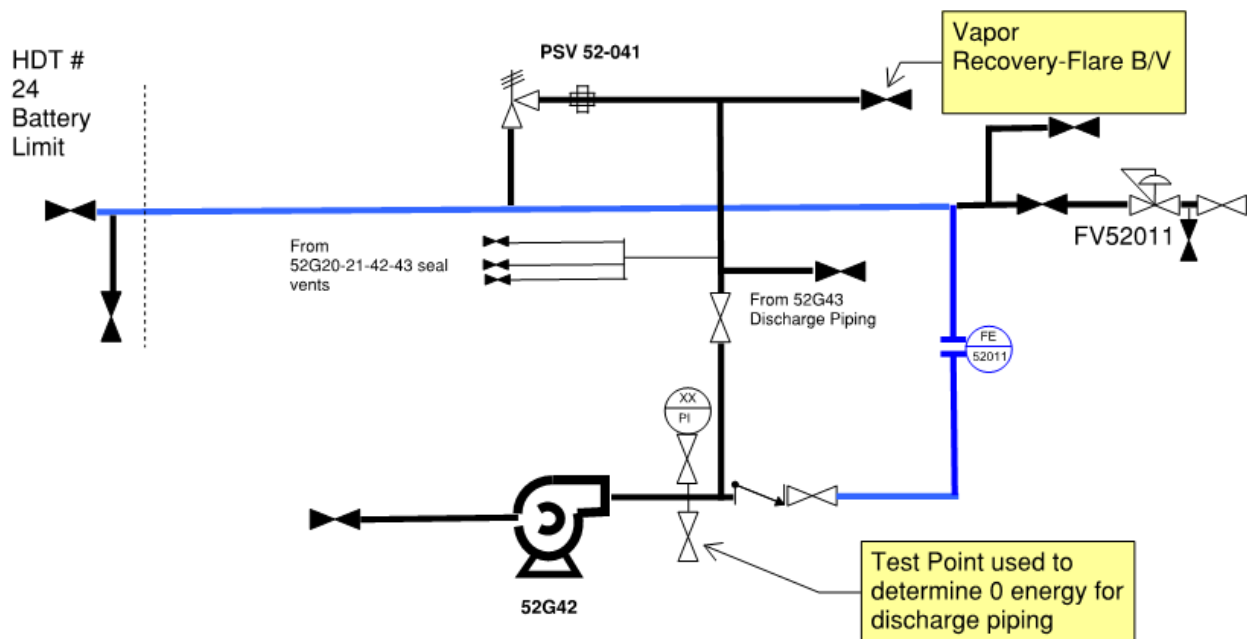 HDT #
24
Battery
Limit
PSV 52-041
Vapor
Recovery-Flare B/V
FV52011
From
52G20-21-42-43 seal
vents
From 52G43
Discharge Piping
FE
52011
XX
PI
52G42
Test Point used to
determine 0 energy for
discharge piping